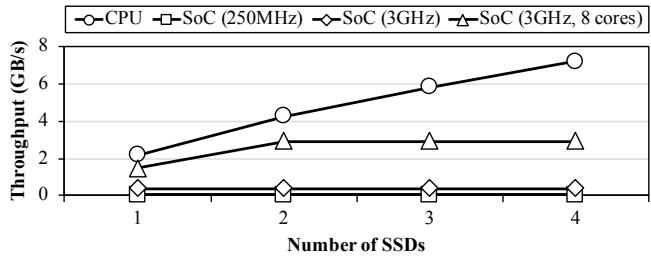 CPU SoC (250MHz) SoC (3GHz) SoC (3GHz, 8 cores)
8
6
4
2
0
Throughput (GB/s)
1 2 3 4
Number of SSDs